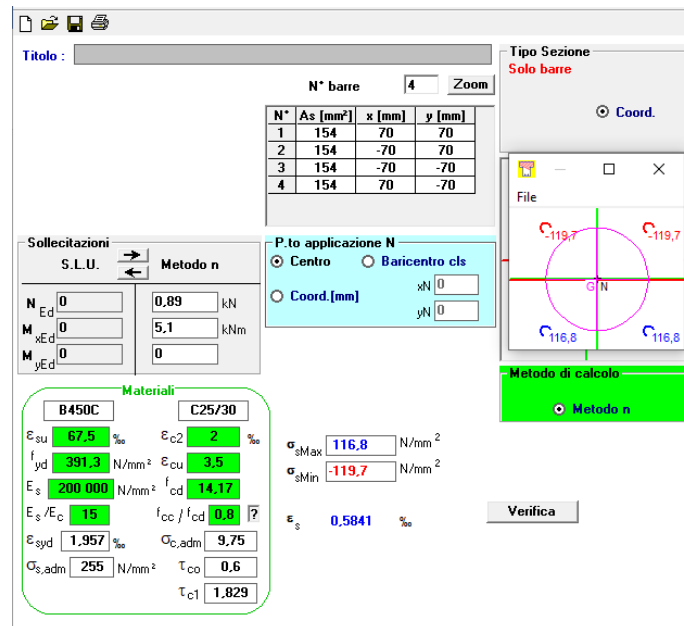 Titolo :
N° barre 4 Zoom
N° As [mm²] x [mm] y [mm]
1 154 70 70
2 154 -70 70
3 154 -70 -70
4 154 70 -70
Tipo Sezione
Solo barre
Coord.
File
-119,7 -119,7
G N
116,8 116,8
Sollecitazioni
S.L.U. Metodo n
N Ed 0 0,89 kN
M xEd 0 5,1 kNm
M yEd 0 0
P.to applicazione N
Centro Baricentro cls
Coord.[mm] xN 0
yN 0
Metodo di calcolo
Metodo n
Materiali
B450C C25/30
εsu 67,5 ‰ εc2 2 ‰
fyd 391,3 N/mm² εcu 3,5
Es 200 000 N/mm² fcd 14,17
Es/Ec 15 fcc/fcd 0,8 ?
εsyd 1,957 ‰ σc,adm 9,75
σs,adm 255 N/mm² τco 0,6
τc1 1,829
σsMax 116,8 N/mm²
σsMin -119,7 N/mm²
εs 0,5841 ‰
Verifica